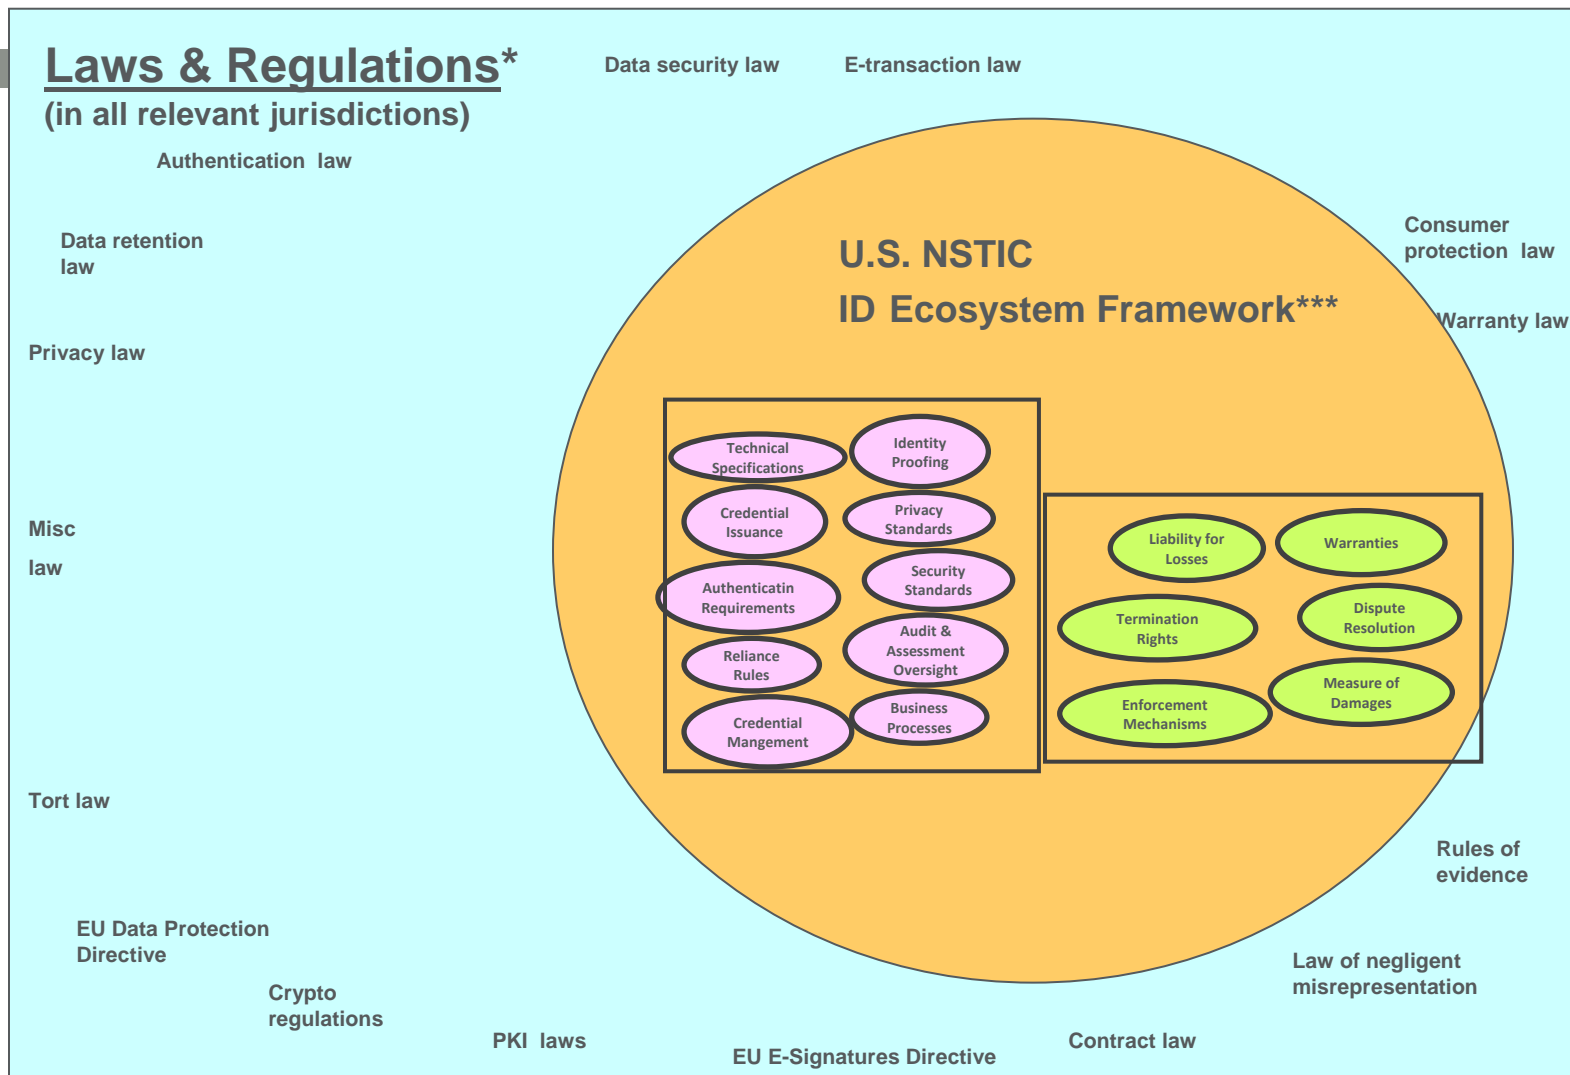 Laws & Regulations*
(in all relevant jurisdictions)
Data security law
E-transaction law
Authentication law
Data retention
law
Consumer
protection law
U.S. NSTIC
ID Ecosystem Framework***
Warranty law
Privacy law
Technical
Specifications
Identity
Proofing
Credential
Issuance
Privacy
Standards
Authenticatin
Requirements
Security
Standards
Reliance
Rules
Audit &
Assessment
Oversight
Credential
Mangement
Business
Processes
Liability for
Losses
Warranties
Termination
Rights
Dispute
Resolution
Enforcement
Mechanisms
Measure of
Damages
Misc
law
Tort law
Rules of
evidence
EU Data Protection
Directive
Law of negligent
misrepresentation
Crypto
regulations
PKI laws
EU E-Signatures Directive
Contract law